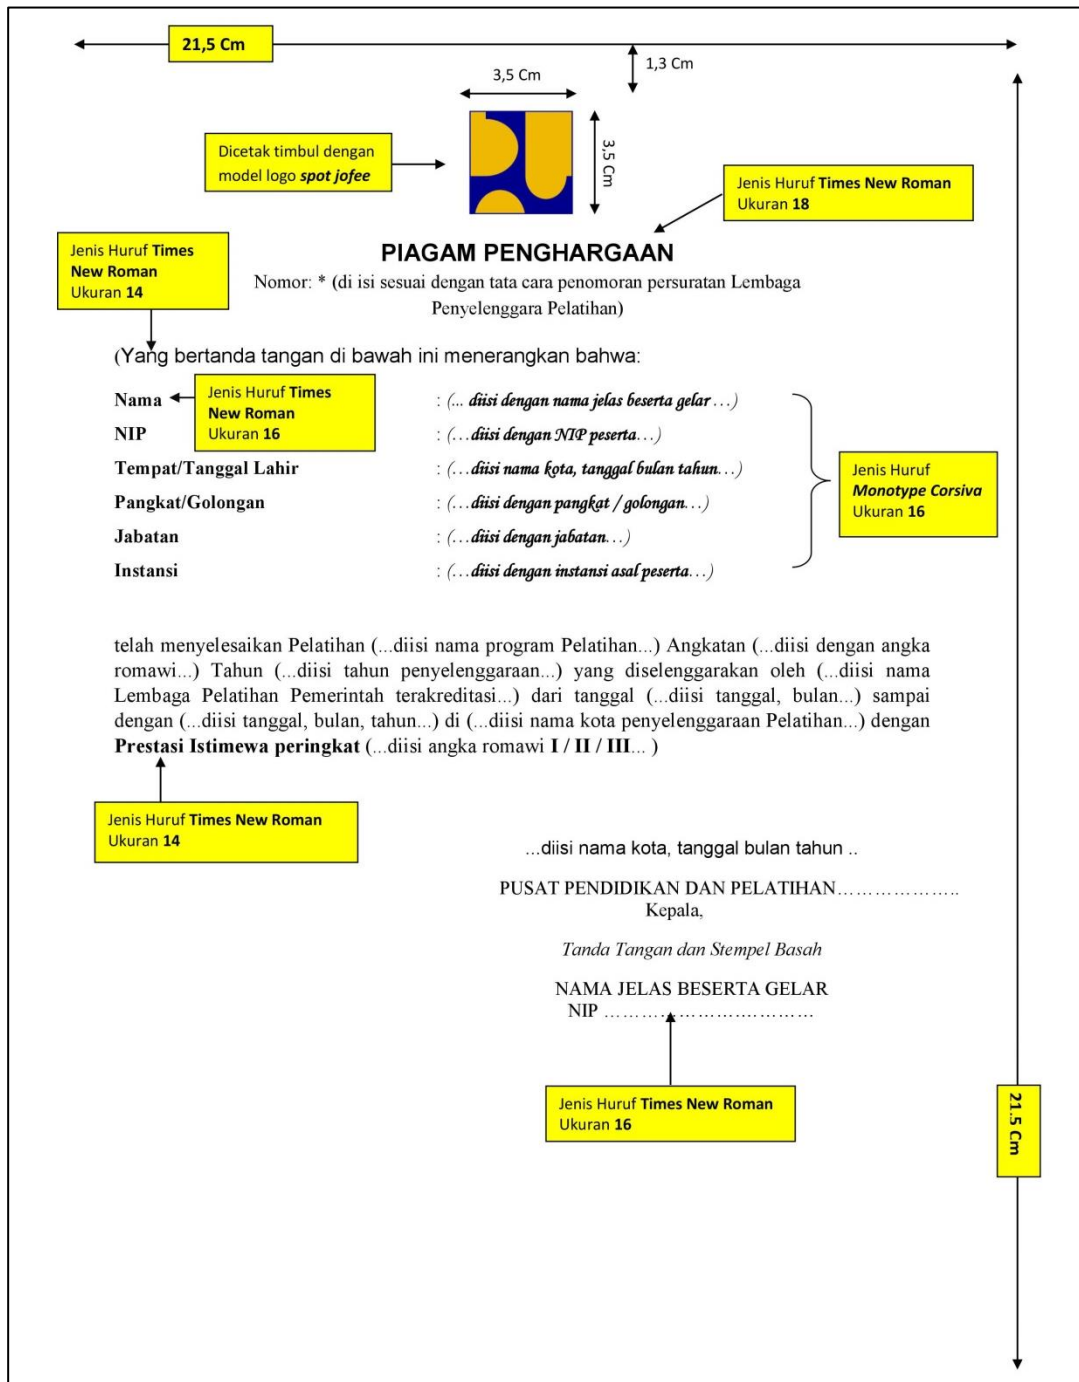 21,5 Cm
1,3 Cm
3,5 Cm
3,5 Cm
Dicetak timbul dengan
model logo spot jofee
Jenis Huruf Times New Roman
Ukuran 18
PIAGAM PENGHARGAAN
Jenis Huruf Times
New Roman
Ukuran 14
Nomor: * (di isi sesuai dengan tata cara penomoran persuratan Lembaga
Penyelenggara Pelatihan)
(Yang bertanda tangan di bawah ini menerangkan bahwa:
Nama : (... diisi dengan nama jelas beserta gelar ...)
Jenis Huruf Times
New Roman
Ukuran 16
NIP : (...diisi dengan NIP peserta...)
Tempat/Tanggal Lahir : (...diisi nama kota, tanggal bulan tahun...)
Pangkat/Golongan : (...diisi dengan pangkat / golongan...)
Jabatan : (...diisi dengan jabatan...)
Instansi : (...diisi dengan instansi asal peserta...)
Jenis Huruf
Monotype Corsiva
Ukuran 16
telah menyelesaikan Pelatihan (...diisi nama program Pelatihan...) Angkatan (...diisi dengan angka
romawi...) Tahun (...diisi tahun penyelenggaraan...) yang diselenggarakan oleh (...diisi nama
Lembaga Pelatihan Pemerintah terakreditasi...) dari tanggal (...diisi tanggal, bulan...) sampai
dengan (...diisi tanggal, bulan, tahun...) di (...diisi nama kota penyelenggaraan Pelatihan...) dengan
Prestasi Istimewa peringkat (...diisi angka romawi I / II / III... )
Jenis Huruf Times New Roman
Ukuran 14
...diisi nama kota, tanggal bulan tahun ..
PUSAT PENDIDIKAN DAN PELATIHAN………………..
Kepala,
Tanda Tangan dan Stempel Basah
NAMA JELAS BESERTA GELAR
NIP ………………………………
Jenis Huruf Times New Roman
Ukuran 16
21.5 Cm